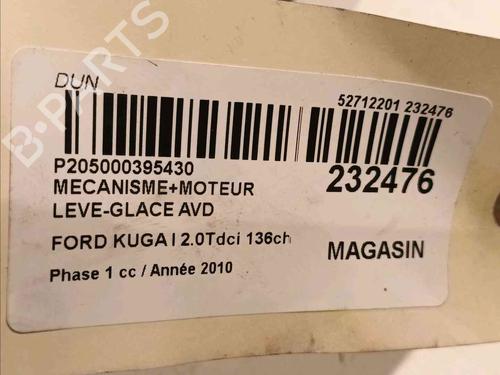 DUN
52712201 232476
P205000395430
232476
MECANISME+MOTEUR
LEVE-GLACE AVD
FORD KUGA I 2.0Tdci 136ch
MAGASIN
Phase 1 cc / Année 2010
B-PARTS